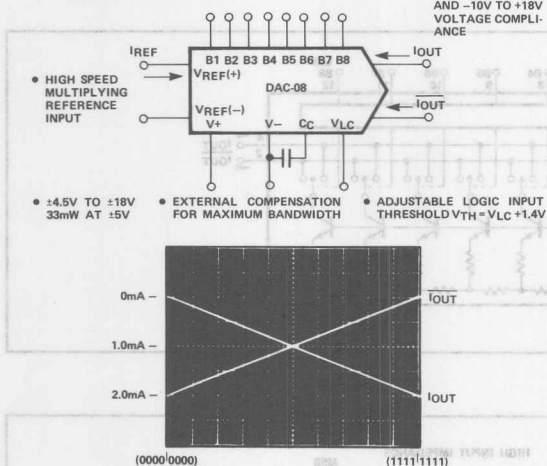 AND −10V TO +18V
VOLTAGE COMPLI-
ANCE
B1 B2 B3 B4 B5 B6 B7 B8
IREF
IOUT
VREF(+)
DAC-08
• HIGH SPEED
MULTIPLYING
REFERENCE
INPUT
VREF(−)
IOUT
V+ V− CC VLC
• ±4.5V TO ±18V
33mW AT ±5V
• EXTERNAL COMPENSATION
FOR MAXIMUM BANDWIDTH
• ADJUSTABLE LOGIC INPUT
THRESHOLD VTH = VLC +1.4V
0mA –
IOUT
1.0mA –
2.0mA –
IOUT
(0000 0000)
(1111 1111)
HIGH INPUT IMPEDANCE